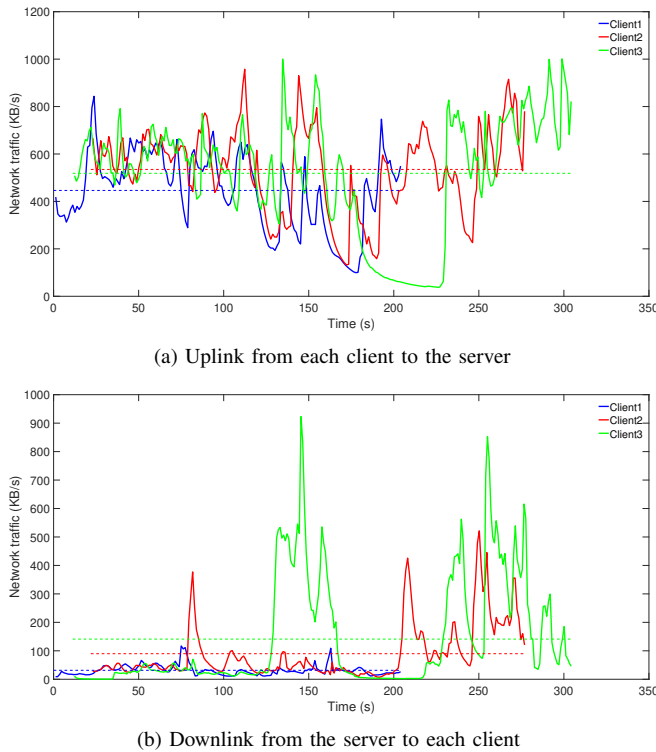 1200
1000
800
600
400
200
0
Network traffic (KB/s)
Client1
Client2
Client3
0 50 100 150 200 250 300 350
Time (s)
(a) Uplink from each client to the server
1000
900
800
700
600
500
400
300
200
100
0
Network traffic (KB/s)
Client1
Client2
Client3
0 50 100 150 200 250 300 350
Time (s)
(b) Downlink from the server to each client